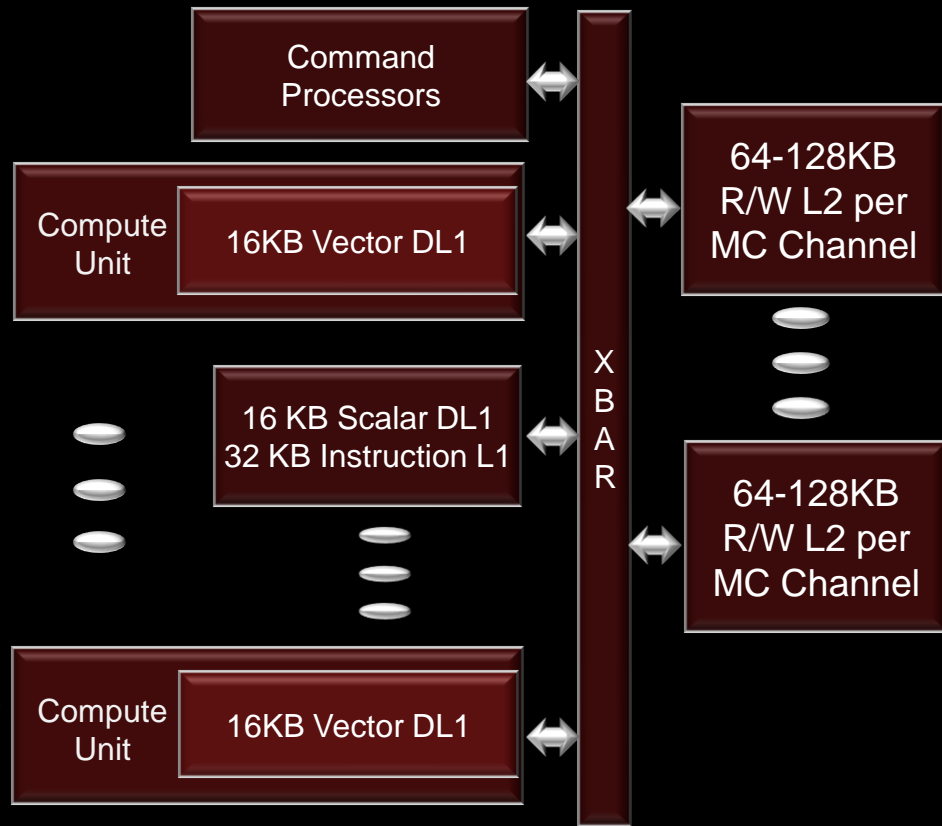 Command
Processors
Compute
Unit
16KB Vector DL1
16 KB Scalar DL1
32 KB Instruction L1
Compute
Unit
16KB Vector DL1
X
B
A
R
64-128KB
R/W L2 per
MC Channel
64-128KB
R/W L2 per
MC Channel